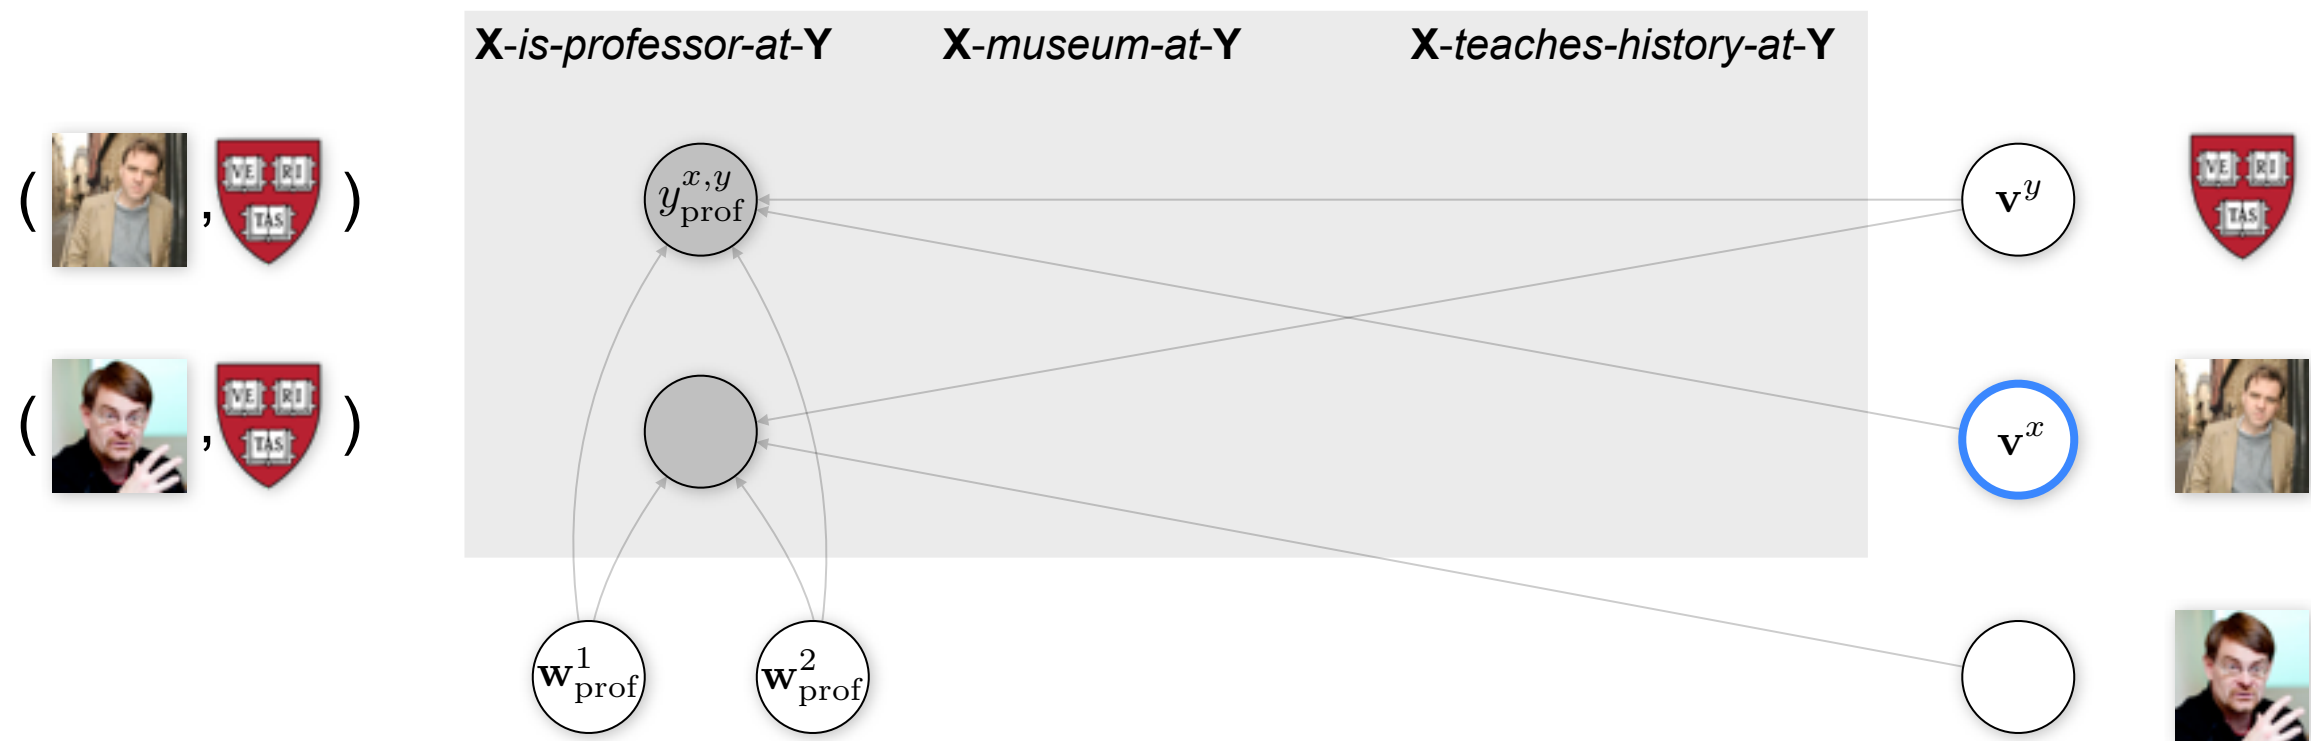 X-is-professor-at-Y X-museum-at-Y X-teaches-history-at-Y
( , VE RI TAS ) y^{x,y}_{prof} v^y VE RI TAS
( , VE RI TAS ) v^x
w^1_{prof} w^2_{prof}